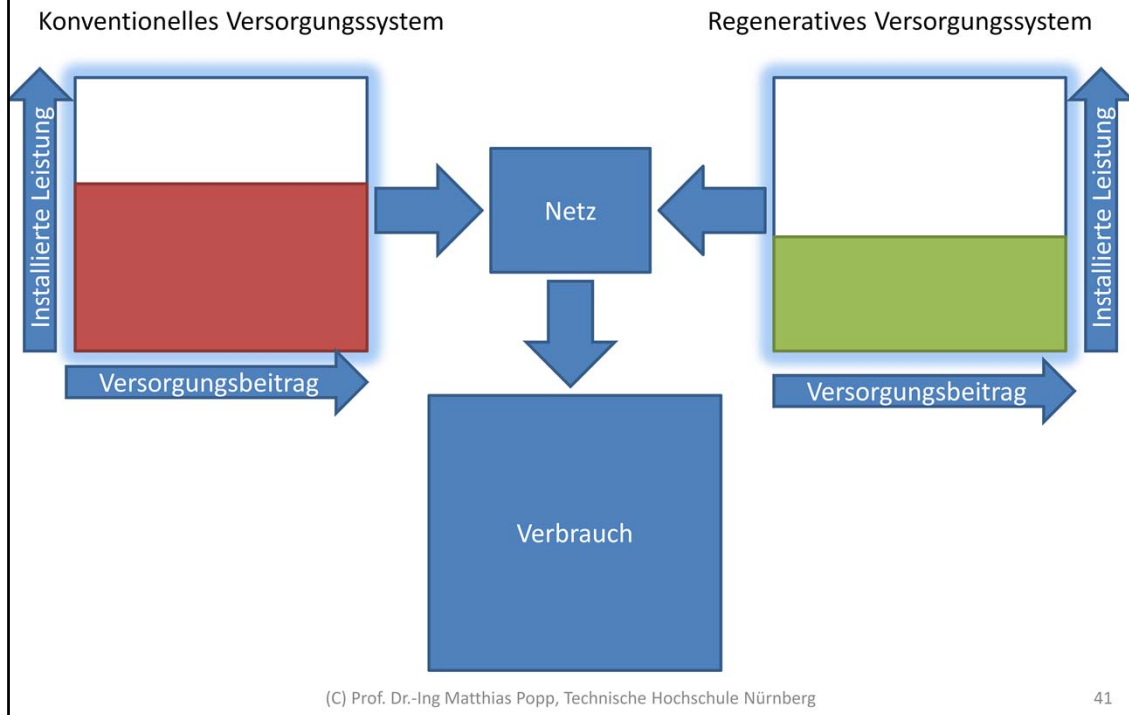 Konventionelles Versorgungssystem
Regeneratives Versorgungssystem
Installierte Leistung
Versorgungsbeitrag
Netz
Installierte Leistung
Versorgungsbeitrag
Verbrauch
(C) Prof. Dr.-Ing Matthias Popp, Technische Hochschule Nürnberg
41